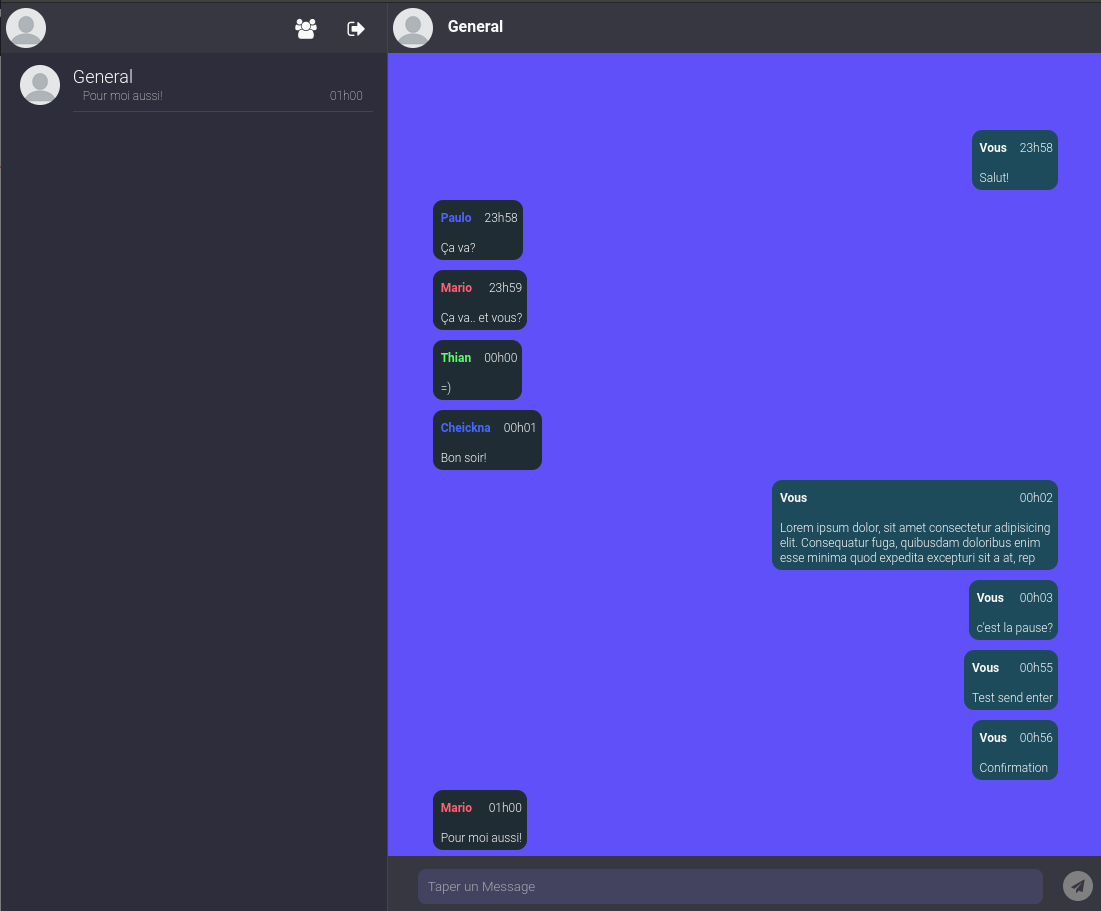 General
General
Pour moi aussi!
01h00
Vous 23h58
Salut!
Paulo 23h58
Ça va?
Mario 23h59
Ça va.. et vous?
Thian 00h00
=)
Cheickna 00h01
Bon soir!
Vous 00h02
Lorem ipsum dolor, sit amet consectetur adipisicing
elit. Consequatur fuga, quibusdam doloribus enim
esse minima quod expedita excepturi sit a at, rep
Vous 00h03
c'est la pause?
Vous 00h55
Test send enter
Vous 00h56
Confirmation
Mario 01h00
Pour moi aussi!
Taper un Message